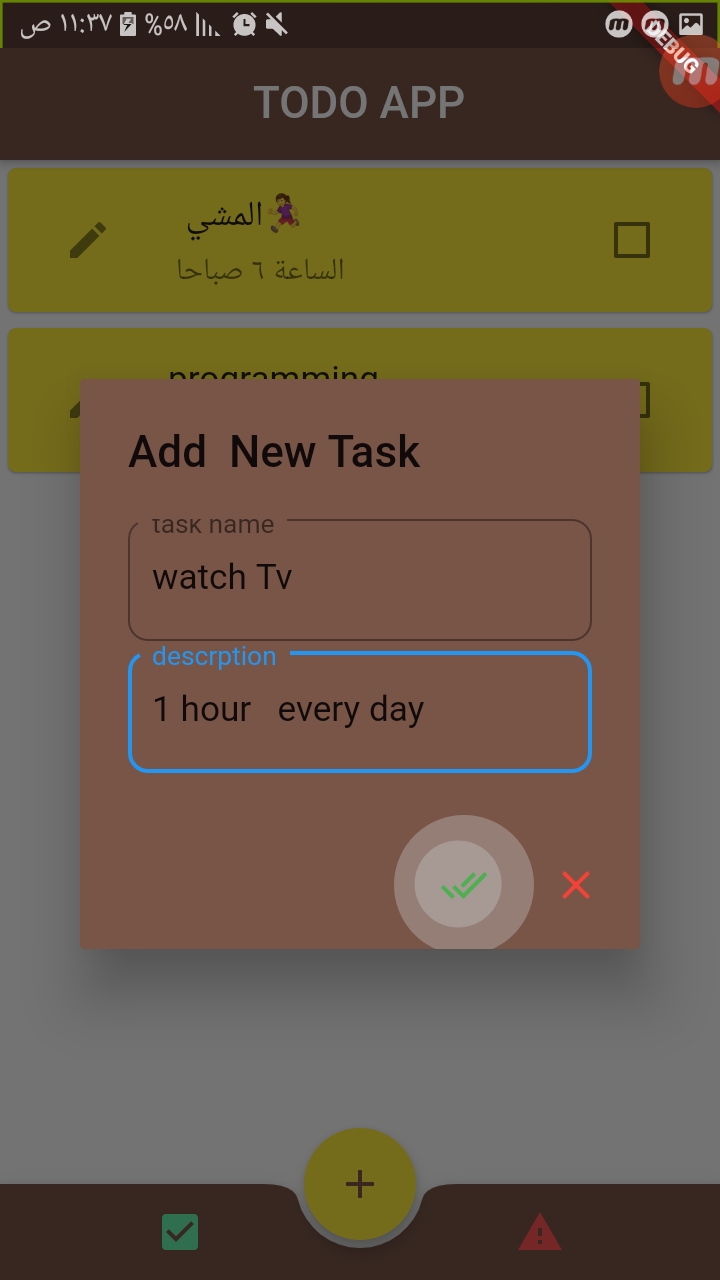 ص ١١:٣٧ %٥٨
DEBUG
TODO APP
المشي🏃‍♀️
الساعة ٦ صباحا
programming
Add  New Task
task name
watch Tv
descrption
1 hour   every day